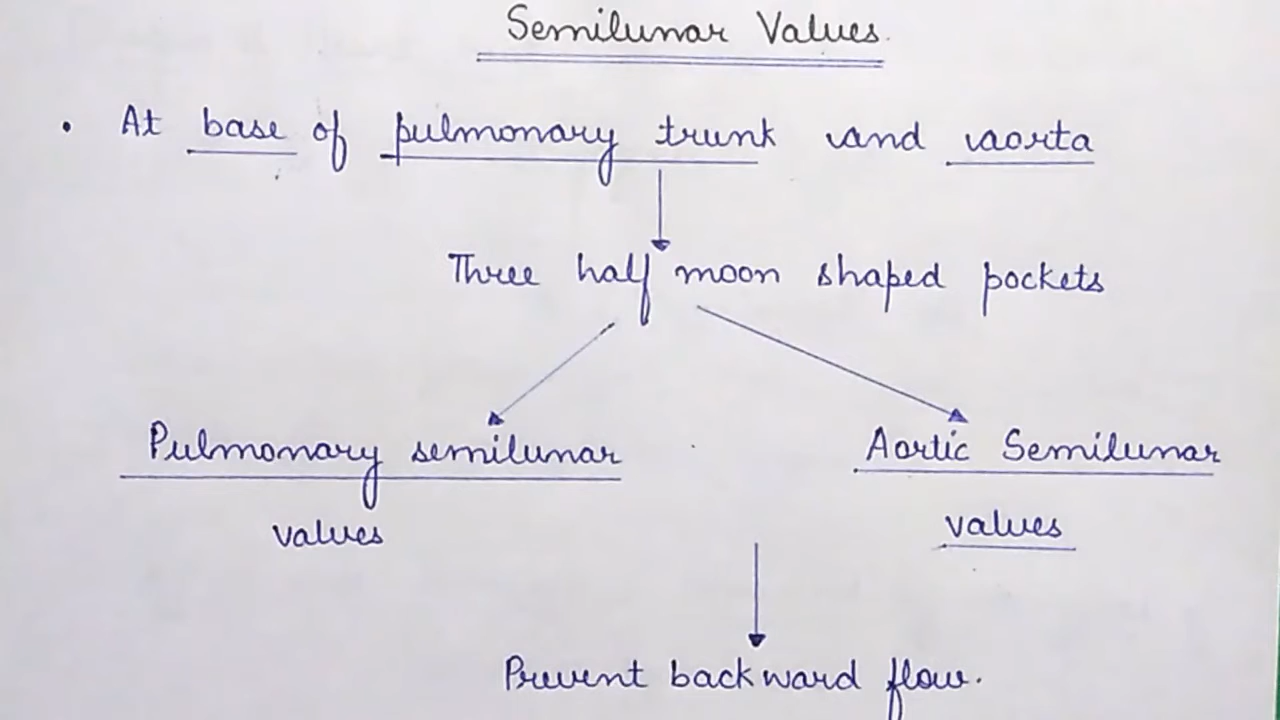 Semilunar Values.
• At base of pulmonary trunk and aorta
Three half moon shaped pockets
Pulmonary semilunar
values
Aortic Semilunar
values
Prevent backward flow.